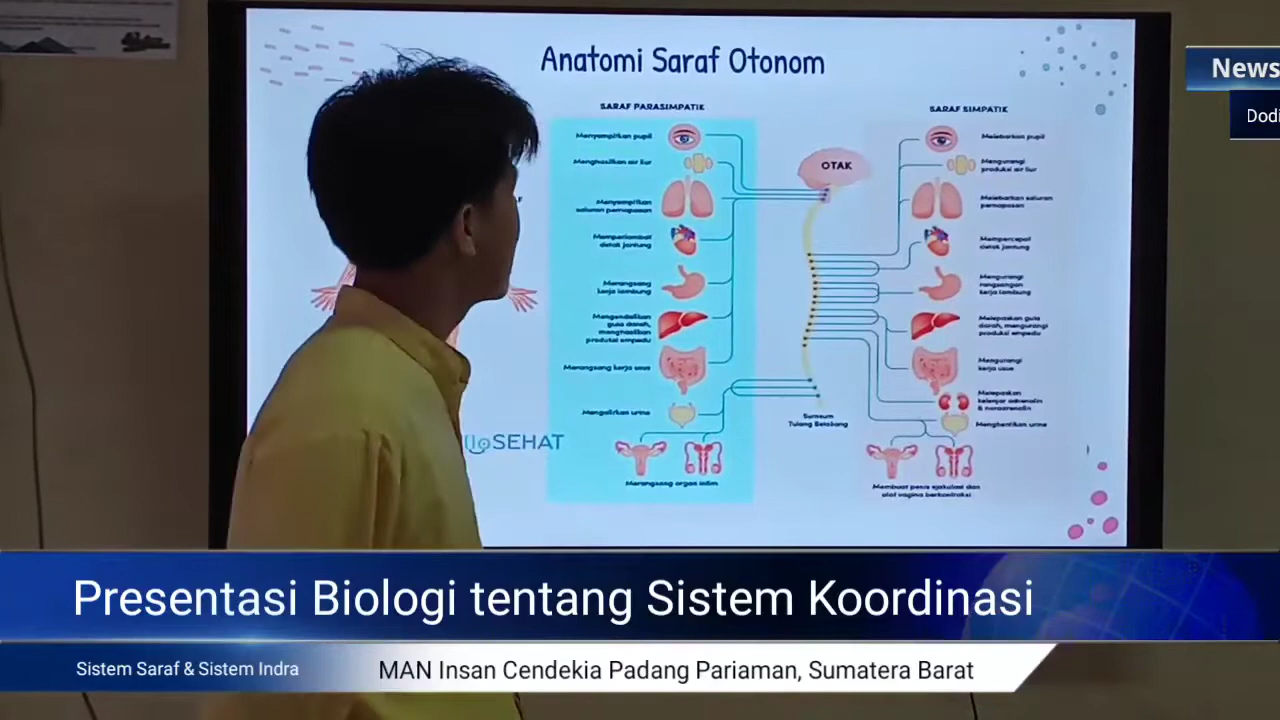 Anatomi Saraf Otonom
News
Dodi
SARAF PARASIMPATIK
SARAF SIMPATIK
Menyempitkan pupil
Menghasilkan air liur
Menyempitkan
saluran pernapasan
Memperlambat
detak jantung
Merangsang
kerja lambung
Mengendalikan
gula darah,
menghasilkan
produksi empedu
Merangsang kerja usus
Mengalirkan urine
Merangsang organ intim
OTAK
Sumsum
Tulang Belakang
Melebarkan pupil
Mengurangi
produksi air liur
Melebarkan saluran
pernapasan
Mempercepat
detak jantung
Mengurangi
rangsangan
kerja lambung
Melepaskan gula
darah, mengurangi
produksi empedu
Mengurangi
kerja usus
Melepaskan
kelenjar adrenalin
& noradrenalin
Menghentikan urine
Membuat penis ejakulasi dan
otot vagina berkontraksi
SEHAT
Presentasi Biologi tentang Sistem Koordinasi
Sistem Saraf & Sistem Indra
MAN Insan Cendekia Padang Pariaman, Sumatera Barat